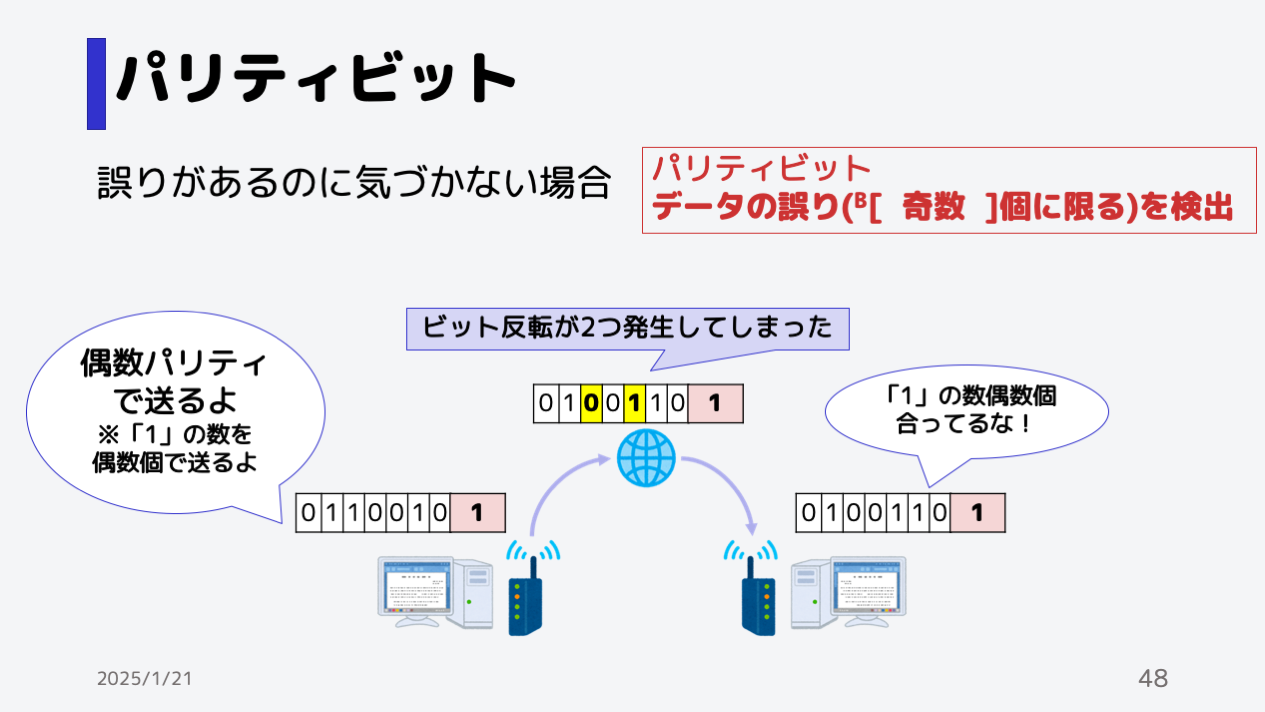 パリティビット
誤りがあるのに気づかない場合
パリティビット
データの誤り(ᴮ[ 奇数 ]個に限る)を検出
ビット反転が2つ発生してしまった
偶数パリティ
で送るよ
※「1」の数を
偶数個で送るよ
0 1 0 0 1 1 0 1
「1」の数偶数個
合ってるな！
0 1 1 0 0 1 0 1
0 1 0 0 1 1 0 1
2025/1/21
48